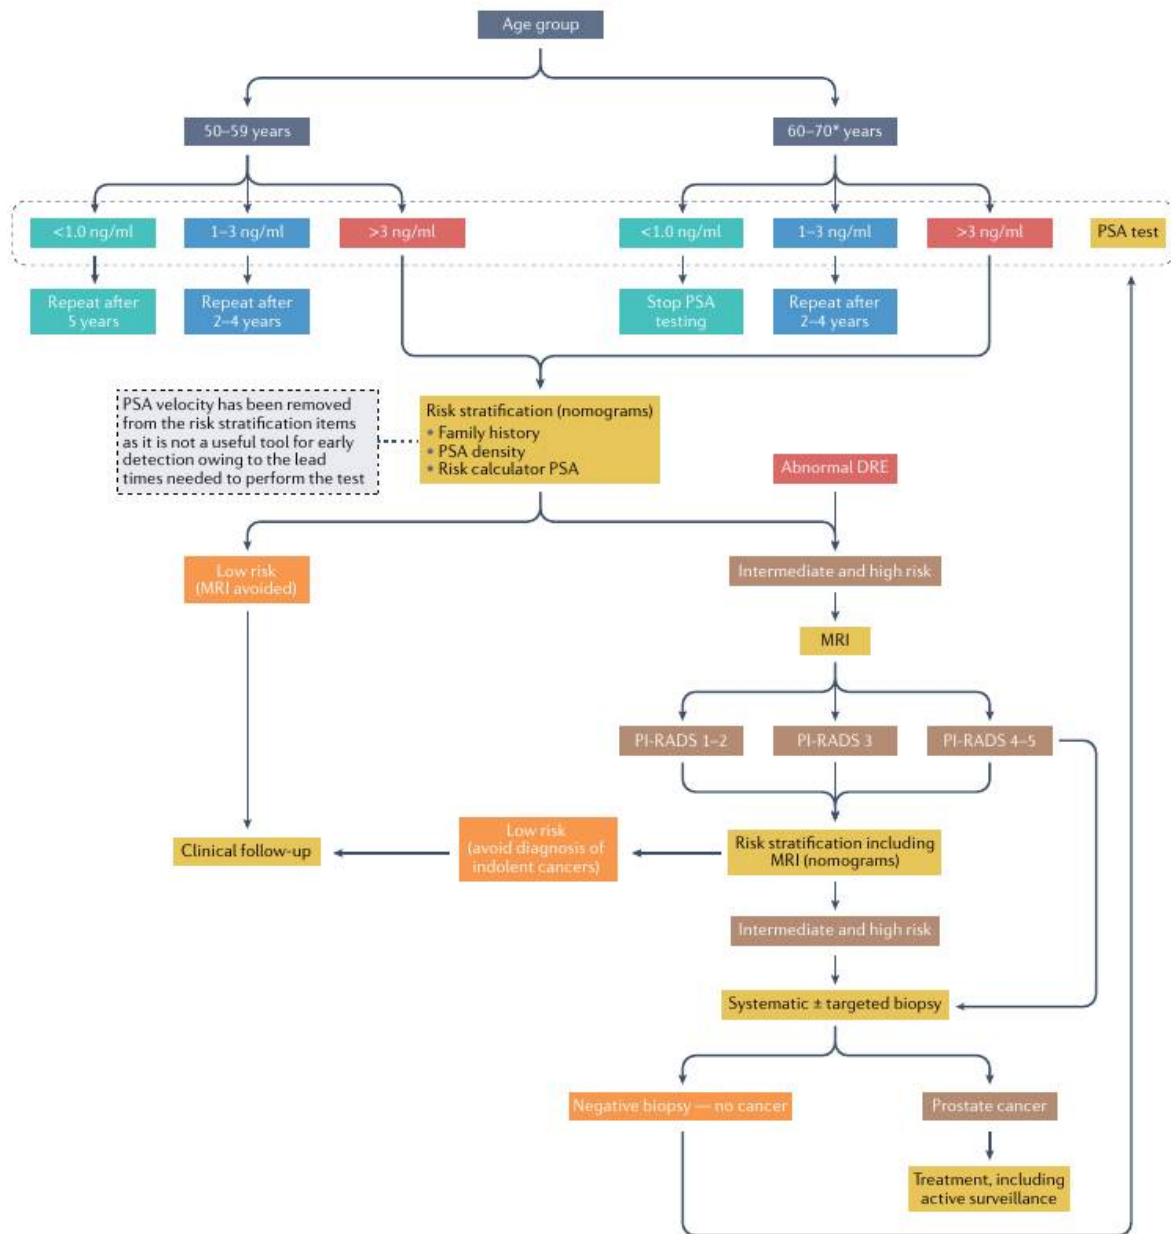 Age group
50–59 years
60–70* years
<1.0 ng/ml
1–3 ng/ml
>3 ng/ml
<1.0 ng/ml
1–3 ng/ml
>3 ng/ml
PSA test
Repeat after
5 years
Repeat after
2–4 years
Stop PSA
testing
Repeat after
2–4 years
PSA velocity has been removed
from the risk stratification items
as it is not a useful tool for early
detection owing to the lead
times needed to perform the test
Risk stratification (nomograms)
• Family history
• PSA density
• Risk calculator PSA
Abnormal DRE
Low risk
(MRI avoided)
Intermediate and high risk
MRI
PI-RADS 1–2
PI-RADS 3
PI-RADS 4–5
Clinical follow-up
Low risk
(avoid diagnosis of
indolent cancers)
Risk stratification including
MRI (nomograms)
Intermediate and high risk
Systematic ± targeted biopsy
Negative biopsy — no cancer
Prostate cancer
Treatment, including
active surveillance